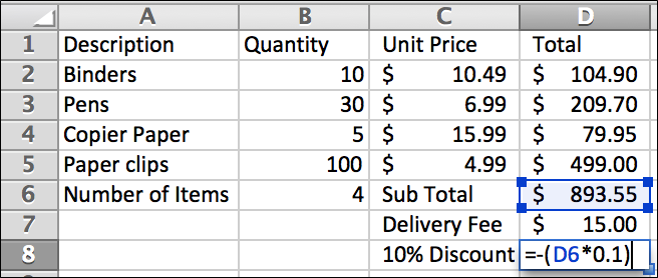 A B C D
1 Description Quantity Unit Price Total
2 Binders 10 $ 10.49 $ 104.90
3 Pens 30 $ 6.99 $ 209.70
4 Copier Paper 5 $ 15.99 $ 79.95
5 Paper clips 100 $ 4.99 $ 499.00
6 Number of Items 4 Sub Total $ 893.55
7 Delivery Fee $ 15.00
8 10% Discount =-(D6*0.1)